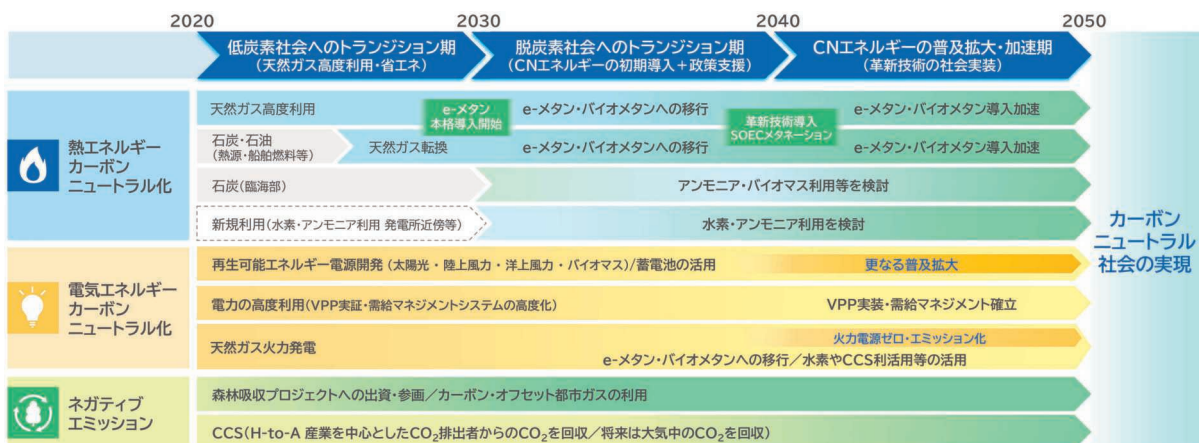 2020
2030
2040
2050
低炭素社会へのトランジション期
(天然ガス高度利用・省エネ)
脱炭素社会へのトランジション期
(CNエネルギーの初期導入+政策支援)
CNエネルギーの普及拡大・加速期
(革新技術の社会実装)
熱エネルギー
カーボン
ニュートラル化
天然ガス高度利用
e-メタン
本格導入開始
e-メタン・バイオメタンへの移行
革新技術導入
SOECメタネーション
e-メタン・バイオメタン導入加速
石炭・石油
(熱源・船舶燃料等)
天然ガス転換
e-メタン・バイオメタンへの移行
e-メタン・バイオメタン導入加速
石炭(臨海部)
アンモニア・バイオマス利用等を検討
新規利用(水素・アンモニア利用 発電所近傍等)
水素・アンモニア利用を検討
電気エネルギー
カーボン
ニュートラル化
再生可能エネルギー電源開発(太陽光・陸上風力・洋上風力・バイオマス)/蓄電池の活用
更なる普及拡大
電力の高度利用(VPP実証・需給マネジメントシステムの高度化)
VPP実装・需給マネジメント確立
天然ガス火力発電
火力電源ゼロ・エミッション化
e-メタン・バイオメタンへの移行/水素やCCS利活用等の活用
ネガティブ
エミッション
森林吸収プロジェクトへの出資・参画/カーボン・オフセット都市ガスの利用
CCS(H-to-A 産業を中心としたCO₂排出者からのCO₂を回収/将来は大気中のCO₂を回収)
カーボン
ニュートラル
社会の実現